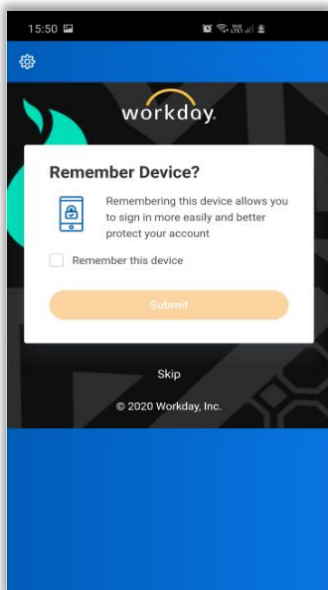 15:50
workday.
Remember Device?
Remembering this device allows you
to sign in more easily and better
protect your account
Remember this device
Submit
Skip
© 2020 Workday, Inc.